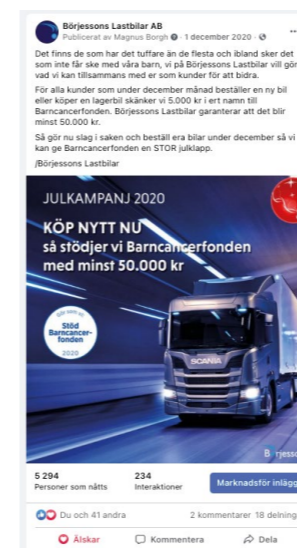 Börjessons Lastbilar AB
Publicerat av Magnus Borgh · 1 december 2020 ·
Det finns de som har det tuffare än de flesta och ibland sker det
som inte får ske med våra barn, vi på Börjessons Lastbilar vill gör
vad vi kan tillsammans med er som kunder för att bidra.
För alla kunder som under december månad beställer en ny bil
eller köper en lagerbil skänker vi 5.000 kr i ert namn till
Barncancerfonden. Börjessons Lastbilar garanterar att det blir
minst 50.000 kr.
Så gör nu slag i saken och beställ era bilar under december så vi
kan ge Barncancerfonden en STOR julklapp.
/Börjessons Lastbilar
JULKAMPANJ 2020
KÖP NYTT NU
så stödjer vi Barncancerfonden
med minst 50.000 kr
Gör som vi
Stöd
Barncancer-
fonden
2020
SCANIA
5 294
Personer som nåtts
234
Interaktioner
Marknadsför inlägg
Du och 41 andra
2 kommentarer 18 delning
Älskar
Kommentera
Dela